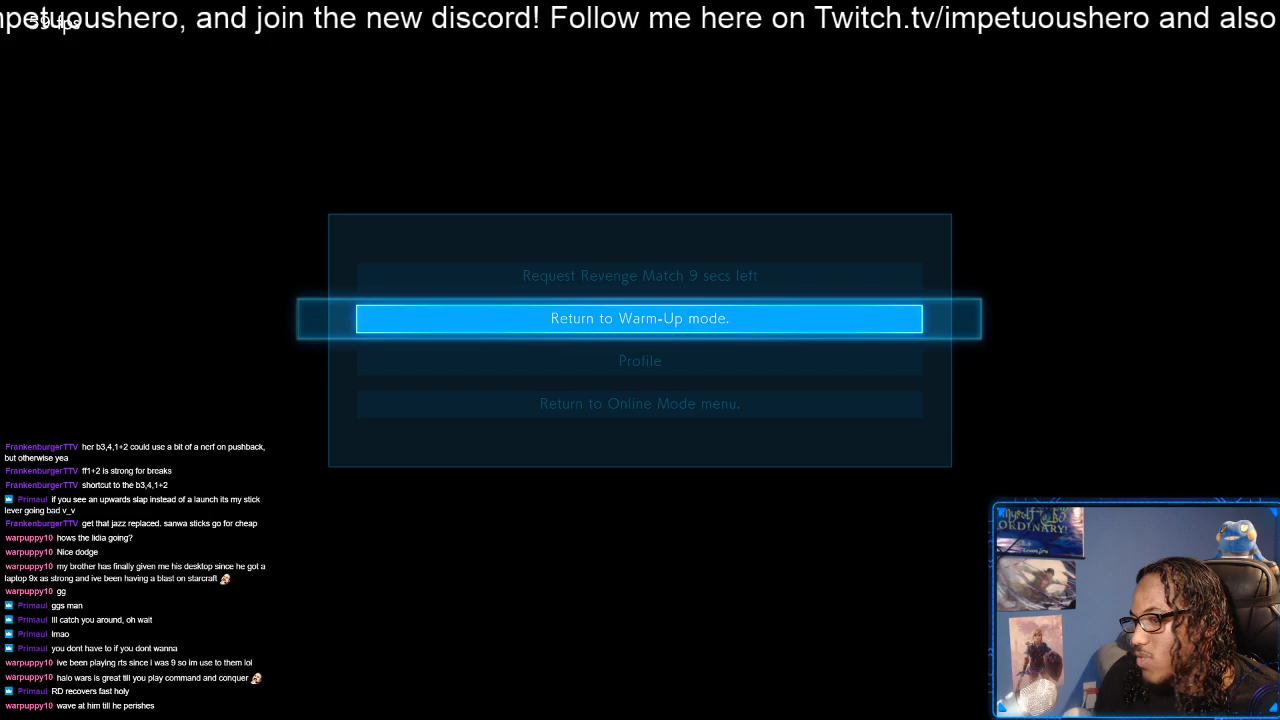 mpetuoushero, and join the new discord! Follow me here on Twitch.tv/impetuoushero and also
59 fps
Request Revenge Match 9 secs left
Return to Warm-Up mode.
Profile
Return to Online Mode menu.
FrankenburgerTTV her b3,4,1+2 could use a bit of a nerf on pushback,
but otherwise yea
FrankenburgerTTV ff1+2 is strong for breaks
FrankenburgerTTV shortcut to the b3,4,1+2
Primaul if you see an upwards slap instead of a launch its my stick
lever going bad v_v
FrankenburgerTTV get that jazz replaced. sanwa sticks go for cheap
warpuppy10 hows the lidia going?
warpuppy10 Nice dodge
warpuppy10 my brother has finally given me his desktop since he got a
laptop 9x as strong and ive been having a blast on starcraft
warpuppy10 gg
Primaul ggs man
Primaul Ill catch you around, oh wait
Primaul lmao
Primaul you dont have to if you dont wanna
warpuppy10 ive been playing rts since i was 9 so im use to them lol
warpuppy10 halo wars is great till you play command and conquer
Primaul RD recovers fast holy
warpuppy10 wave at him till he perishes
ORDINARY!